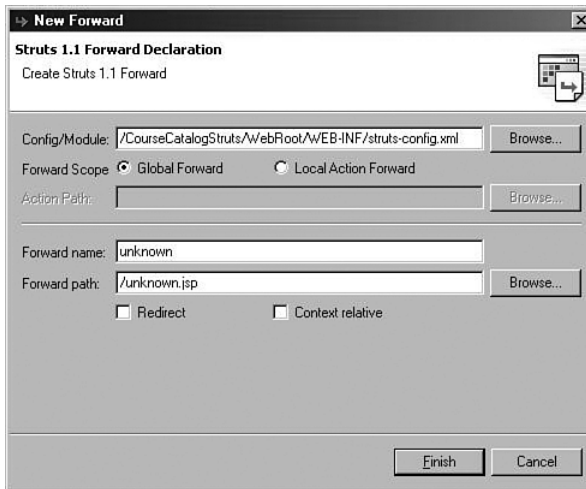 New Forward
Struts 1.1 Forward Declaration
Create Struts 1.1 Forward
Config/Module: /CourseCatalogStruts/WebRoot/WEB-INF/struts-config.xml Browse...
Forward Scope Global Forward Local Action Forward
Action Path: Browse...
Forward name: unknown
Forward path: /unknown.jsp Browse...
Redirect Context relative
Finish Cancel